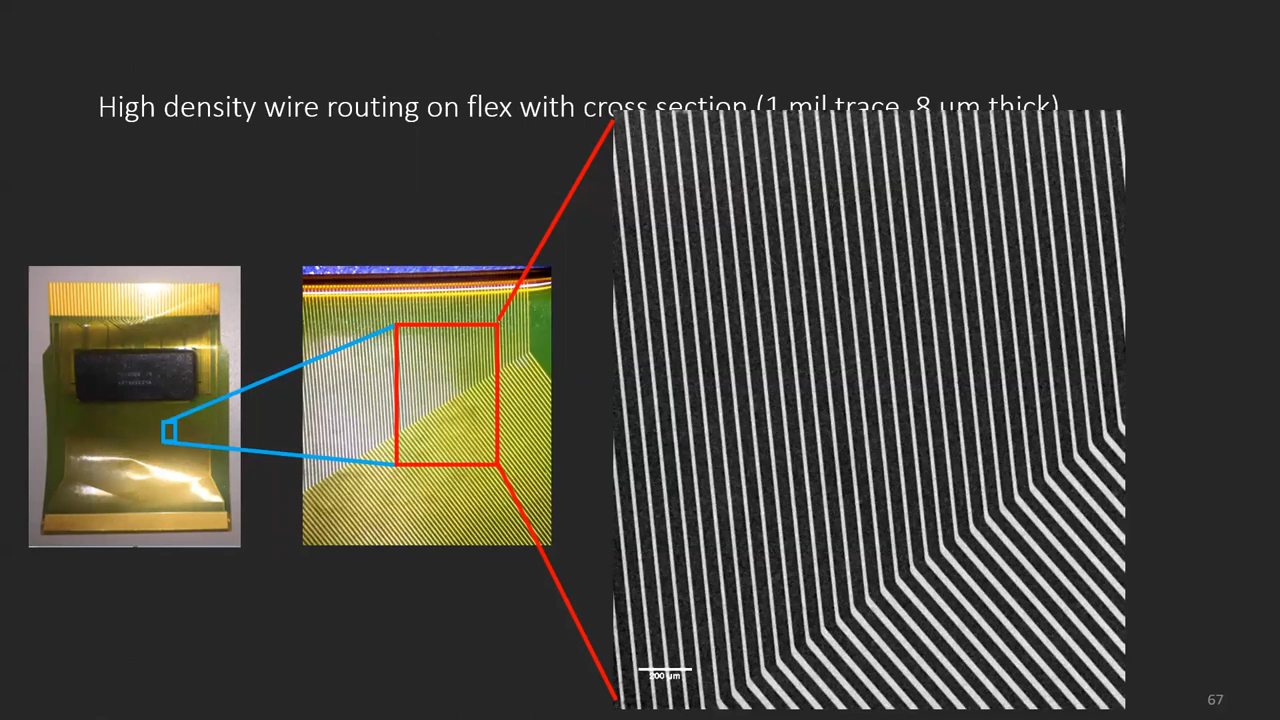 High density wire routing on flex with cross section (1 mil trace, 8 um thick)
200 µm
67